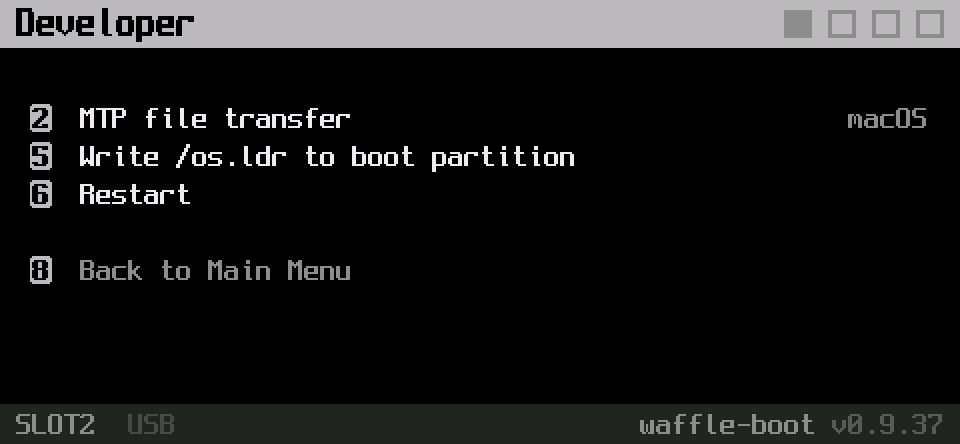 Developer
2 MTP file transfer macOS
5 Write /os.ldr to boot partition
6 Restart
8 Back to Main Menu
SLOT2 USB waffle-boot v0.9.37